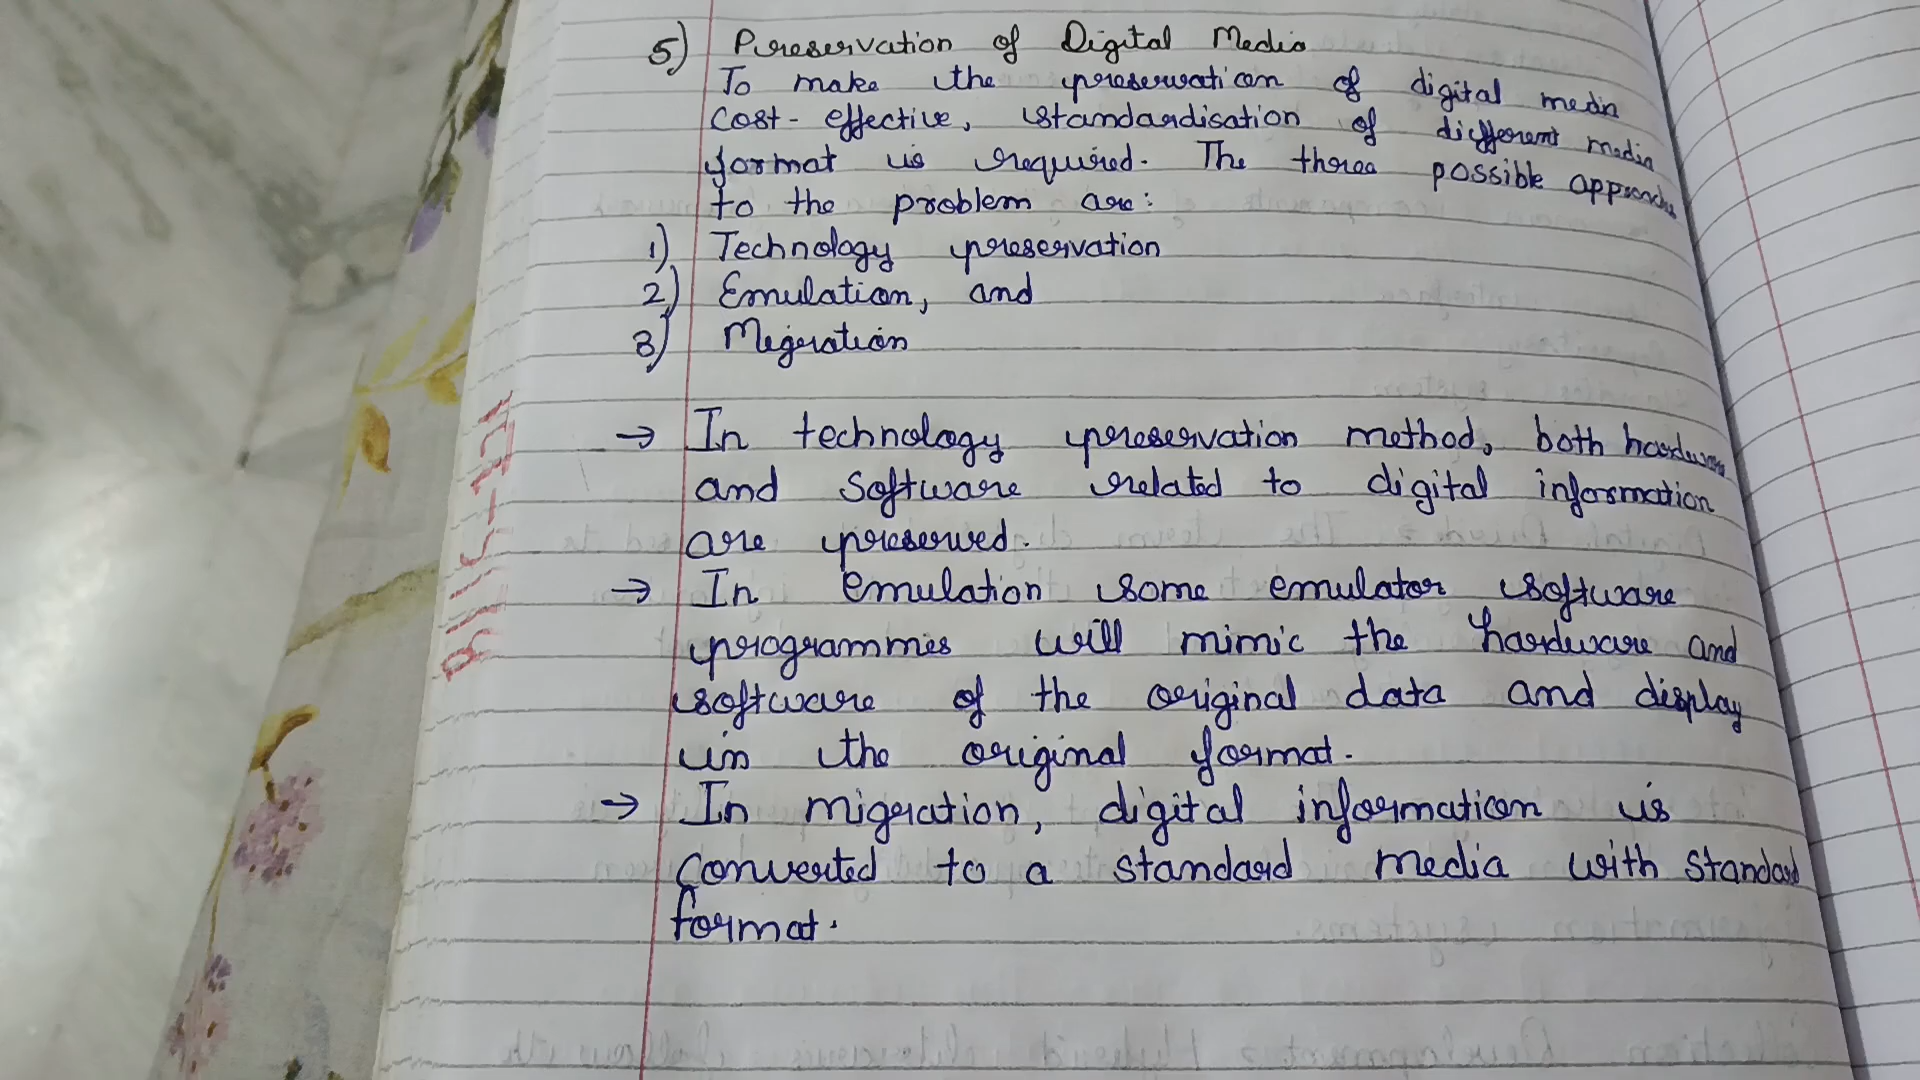 5) Preservation of Digital Media
To make the preservation of digital media
cost-effective, standardisation of different media
format is required. The three possible approaches
to the problem are:
1) Technology preservation
2) Emulation, and
3) Migration
→ In technology preservation method, both hardware
and software related to digital information
are preserved.
→ In emulation some emulator software
programmes will mimic the hardware and
software of the original data and display
in the original format.
→ In migration, digital information is
converted to a standard media with standard
format.